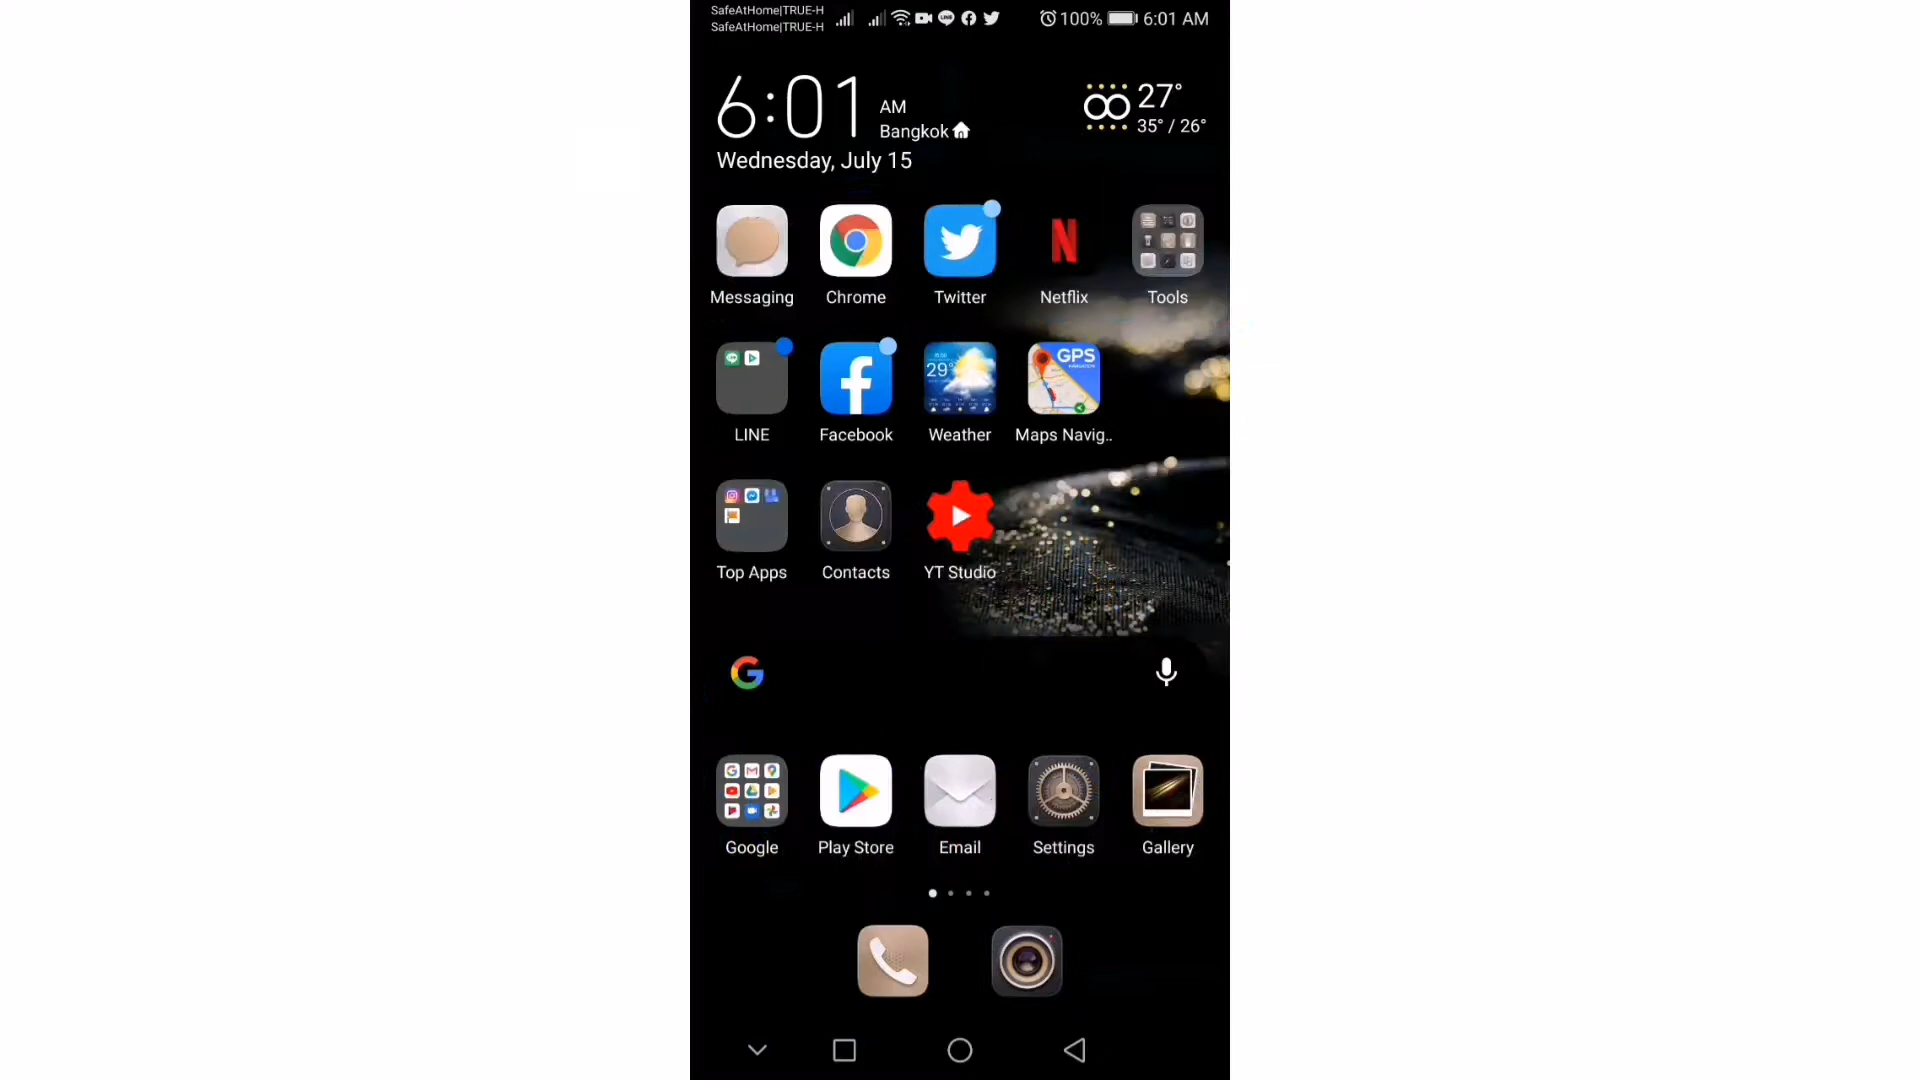 SafeAtHome|TRUE-H
SafeAtHome|TRUE-H
100% 6:01 AM
6:01 AM
Bangkok
Wednesday, July 15
27°
35° / 26°
Messaging Chrome Twitter Netflix Tools
29°
GPS
LINE Facebook Weather Maps Navig..
Top Apps Contacts YT Studio
Google Play Store Email Settings Gallery